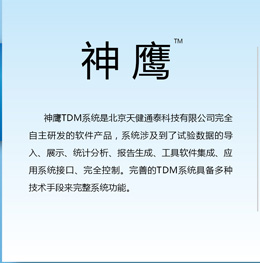 神鹰™
神鹰TDM系统是北京天健通泰科技有限公司完全
自主研发的软件产品，系统涉及到了试验数据的导
入、展示、统计分析、报告生成、工具软件集成、应
用系统接口、完全控制。完善的TDM系统具备多种
技术手段来完整系统功能。